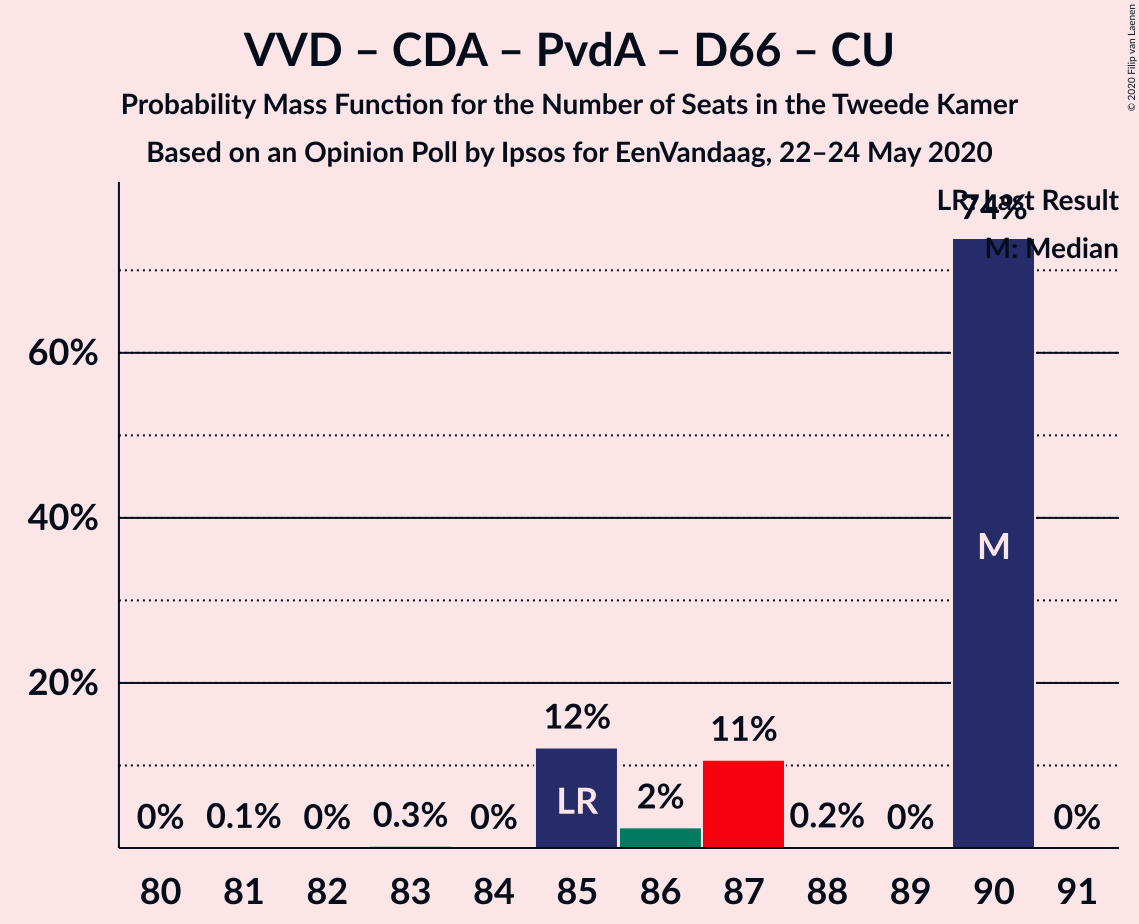 VVD – CDA – PvdA – D66 – CU
Probability Mass Function for the Number of Seats in the Tweede Kamer
Based on an Opinion Poll by Ipsos for EenVandaag, 22–24 May 2020
© 2020 Filip van Laenen
LR: Last Result
74%
M: Median
60%
40%
M
20%
12%
11%
LR
2%
0%
0.1%
0%
0.3%
0%
0.2%
0%
0%
80 81 82 83 84 85 86 87 88 89 90 91